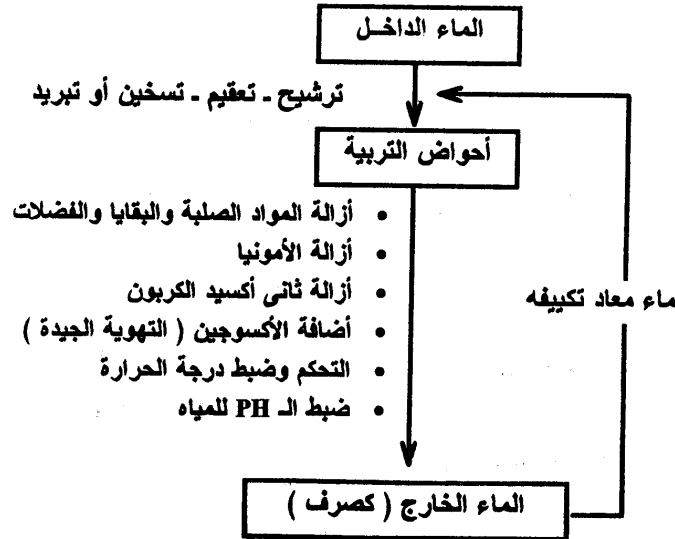 الماء الداخـل
ترشيح ـ تعقيم ـ تسخين أو تبريد
أحواض التربية
• أزالة المواد الصلبة والبقايا والفضلات
• أزالة الأمونيا
• أزالة ثانى أكسيد الكربون
• أضافة الأكسوجين ( التهوية الجيدة )
• التحكم وضبط درجة الحرارة
• ضبط الـ PH للمياه
ماء معاد تكييفه
الماء الخارج ( كصرف )